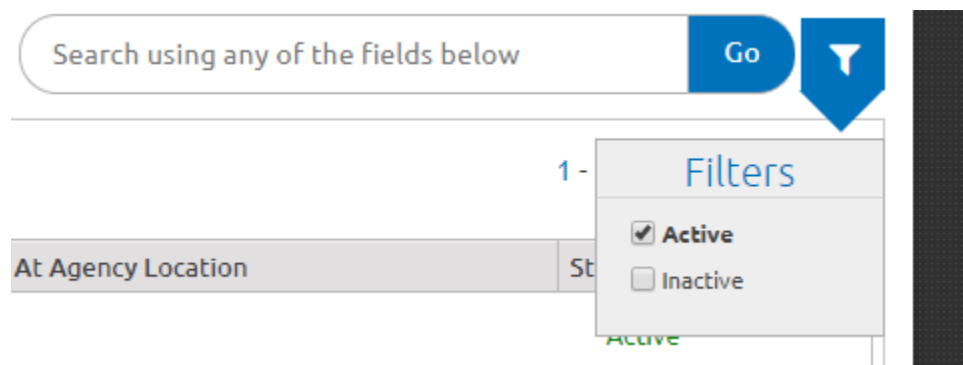 Search using any of the fields below Go
1 -
Filters
Active
At Agency Location St
Inactive
Active